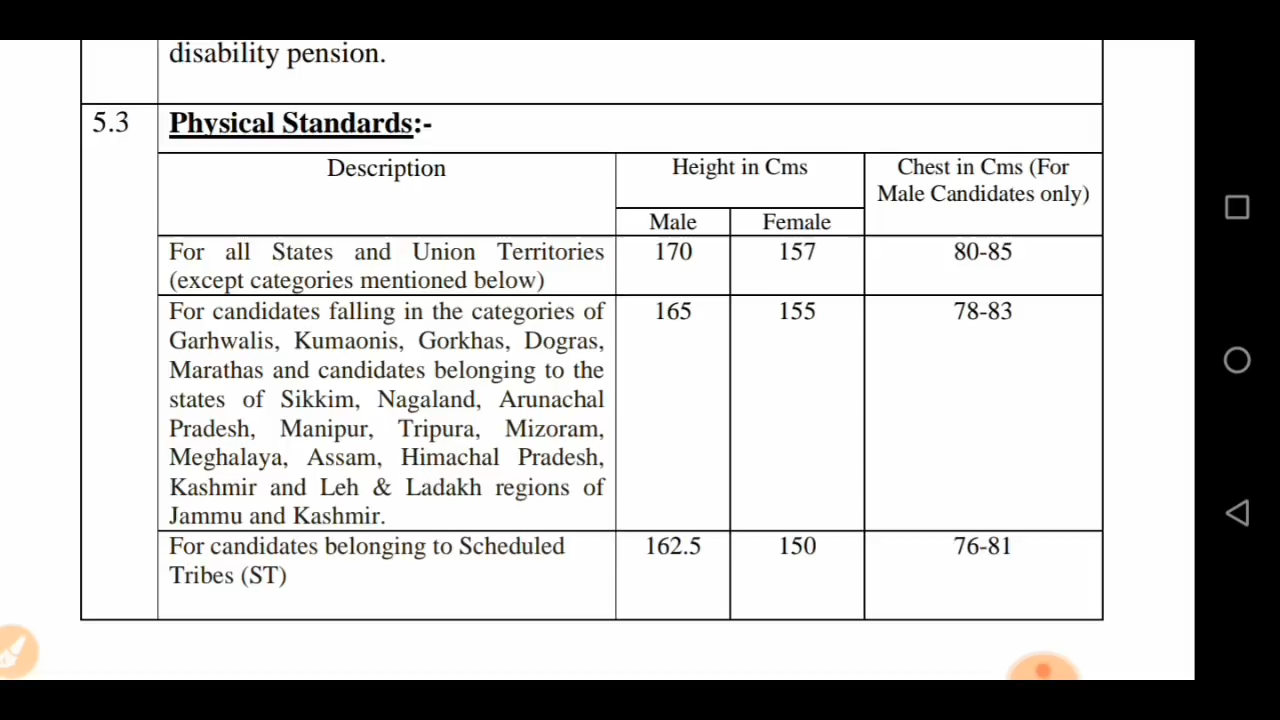 disability pension.
5.3 Physical Standards:-
Description Height in Cms Chest in Cms (For
Male Candidates only)
Male Female
For all States and Union Territories 170 157 80-85
(except categories mentioned below)
For candidates falling in the categories of 165 155 78-83
Garhwalis, Kumaonis, Gorkhas, Dogras,
Marathas and candidates belonging to the
states of Sikkim, Nagaland, Arunachal
Pradesh, Manipur, Tripura, Mizoram,
Meghalaya, Assam, Himachal Pradesh,
Kashmir and Leh & Ladakh regions of
Jammu and Kashmir.
For candidates belonging to Scheduled 162.5 150 76-81
Tribes (ST)